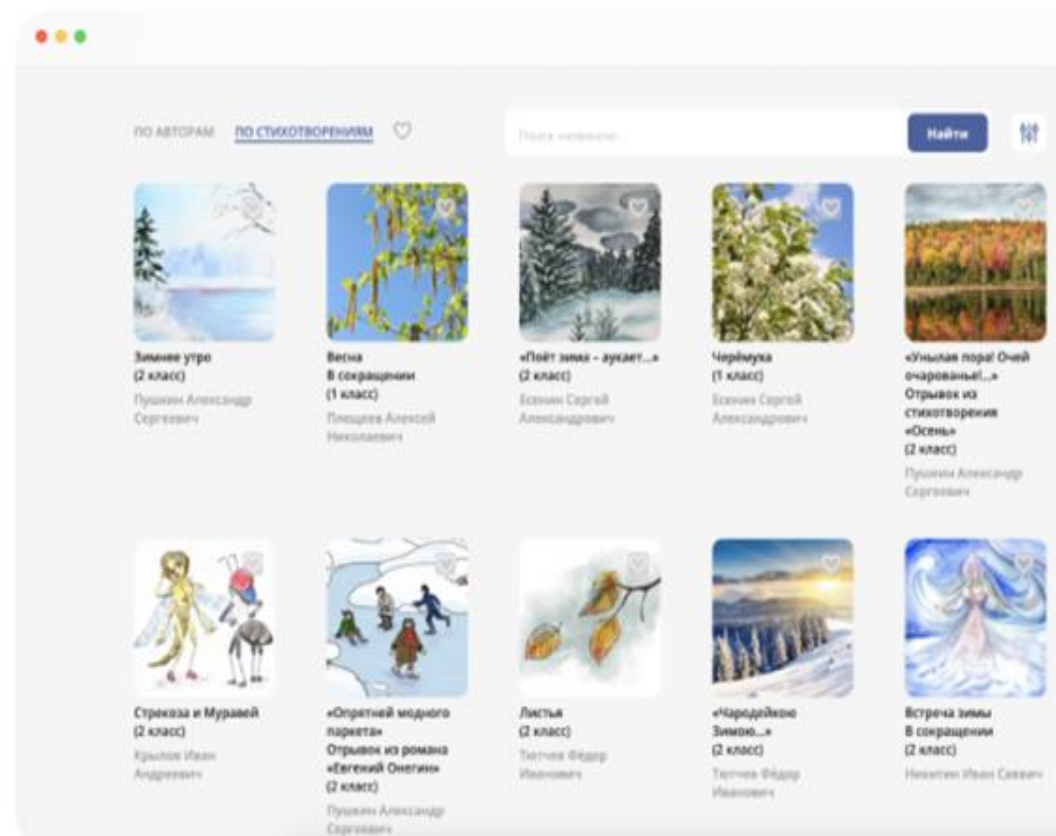 ПО АВТОРАМ ПО СТИХОТВОРЕНИЯМ
Поиск названию
Найти
Зимнее утро
(2 класс)
Пушкин Александр
Сергеевич
Весна
В сокращении
(1 класс)
Плещеев Алексей
Николаевич
«Поёт зима – аукает...»
(2 класс)
Есенин Сергей
Александрович
Черёмуха
(1 класс)
Есенин Сергей
Александрович
«Унылая пора! Очей
очарованье!...»
Отрывок из
стихотворения
«Осень»
(2 класс)
Пушкин Александр
Сергеевич
Стрекоза и Муравей
(2 класс)
Крылов Иван
Андреевич
«Опрятней модного
паркета»
Отрывок из романа
«Евгений Онегин»
(2 класс)
Пушкин Александр
Сергеевич
Листья
(2 класс)
Тютчев Фёдор
Иванович
«Чародейкою
Зимою...»
(2 класс)
Тютчев Фёдор
Иванович
Встреча зимы
В сокращении
(2 класс)
Никитин Иван Саввич